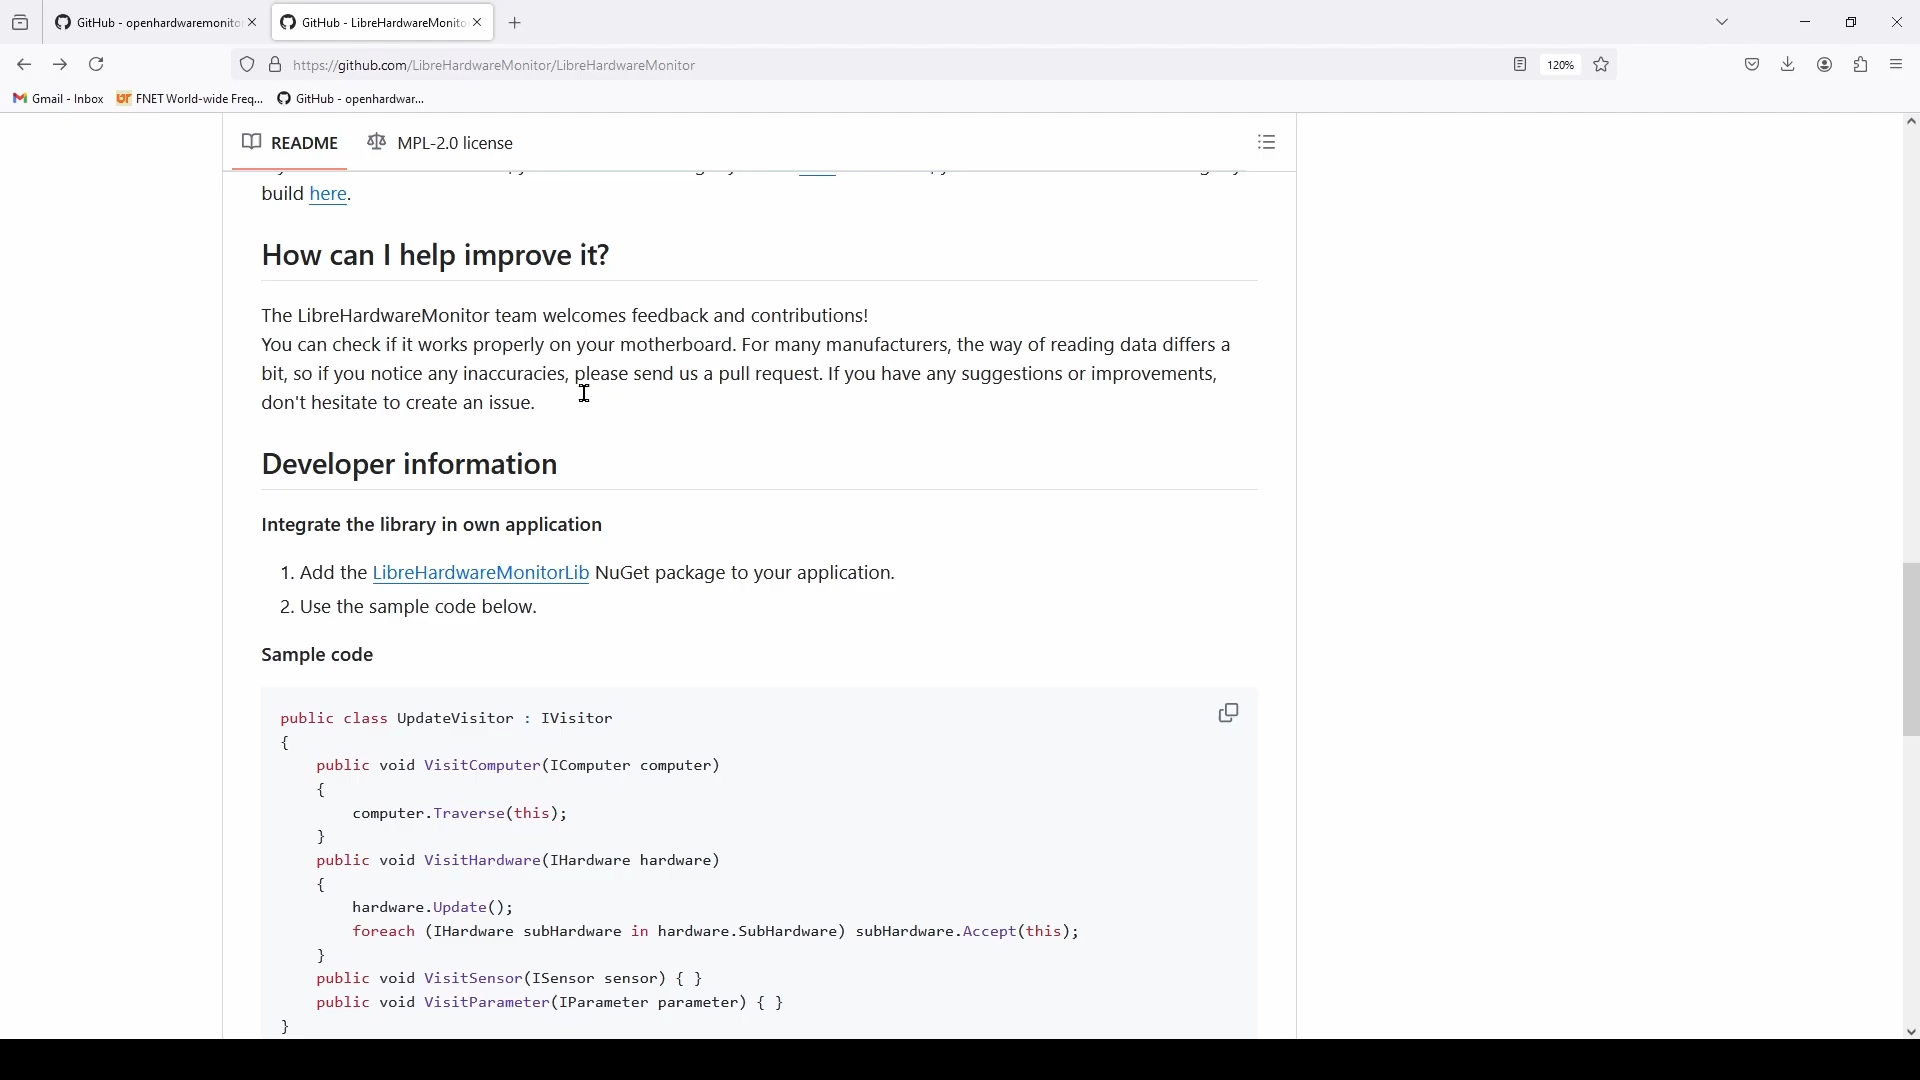 GitHub - openhardwaremonito
GitHub - LibreHardwareMonito
https://github.com/LibreHardwareMonitor/LibreHardwareMonitor
120%
Gmail - Inbox
FNET World-wide Freq...
GitHub - openhardwar...
README
MPL-2.0 license
build here.
How can I help improve it?
The LibreHardwareMonitor team welcomes feedback and contributions!
You can check if it works properly on your motherboard. For many manufacturers, the way of reading data differs a
bit, so if you notice any inaccuracies, please send us a pull request. If you have any suggestions or improvements,
don't hesitate to create an issue.
Developer information
Integrate the library in own application
1. Add the LibreHardwareMonitorLib NuGet package to your application.
2. Use the sample code below.
Sample code
public class UpdateVisitor : IVisitor
{
public void VisitComputer(IComputer computer)
{
computer.Traverse(this);
}
public void VisitHardware(IHardware hardware)
{
hardware.Update();
foreach (IHardware subHardware in hardware.SubHardware) subHardware.Accept(this);
}
public void VisitSensor(ISensor sensor) { }
public void VisitParameter(IParameter parameter) { }
}